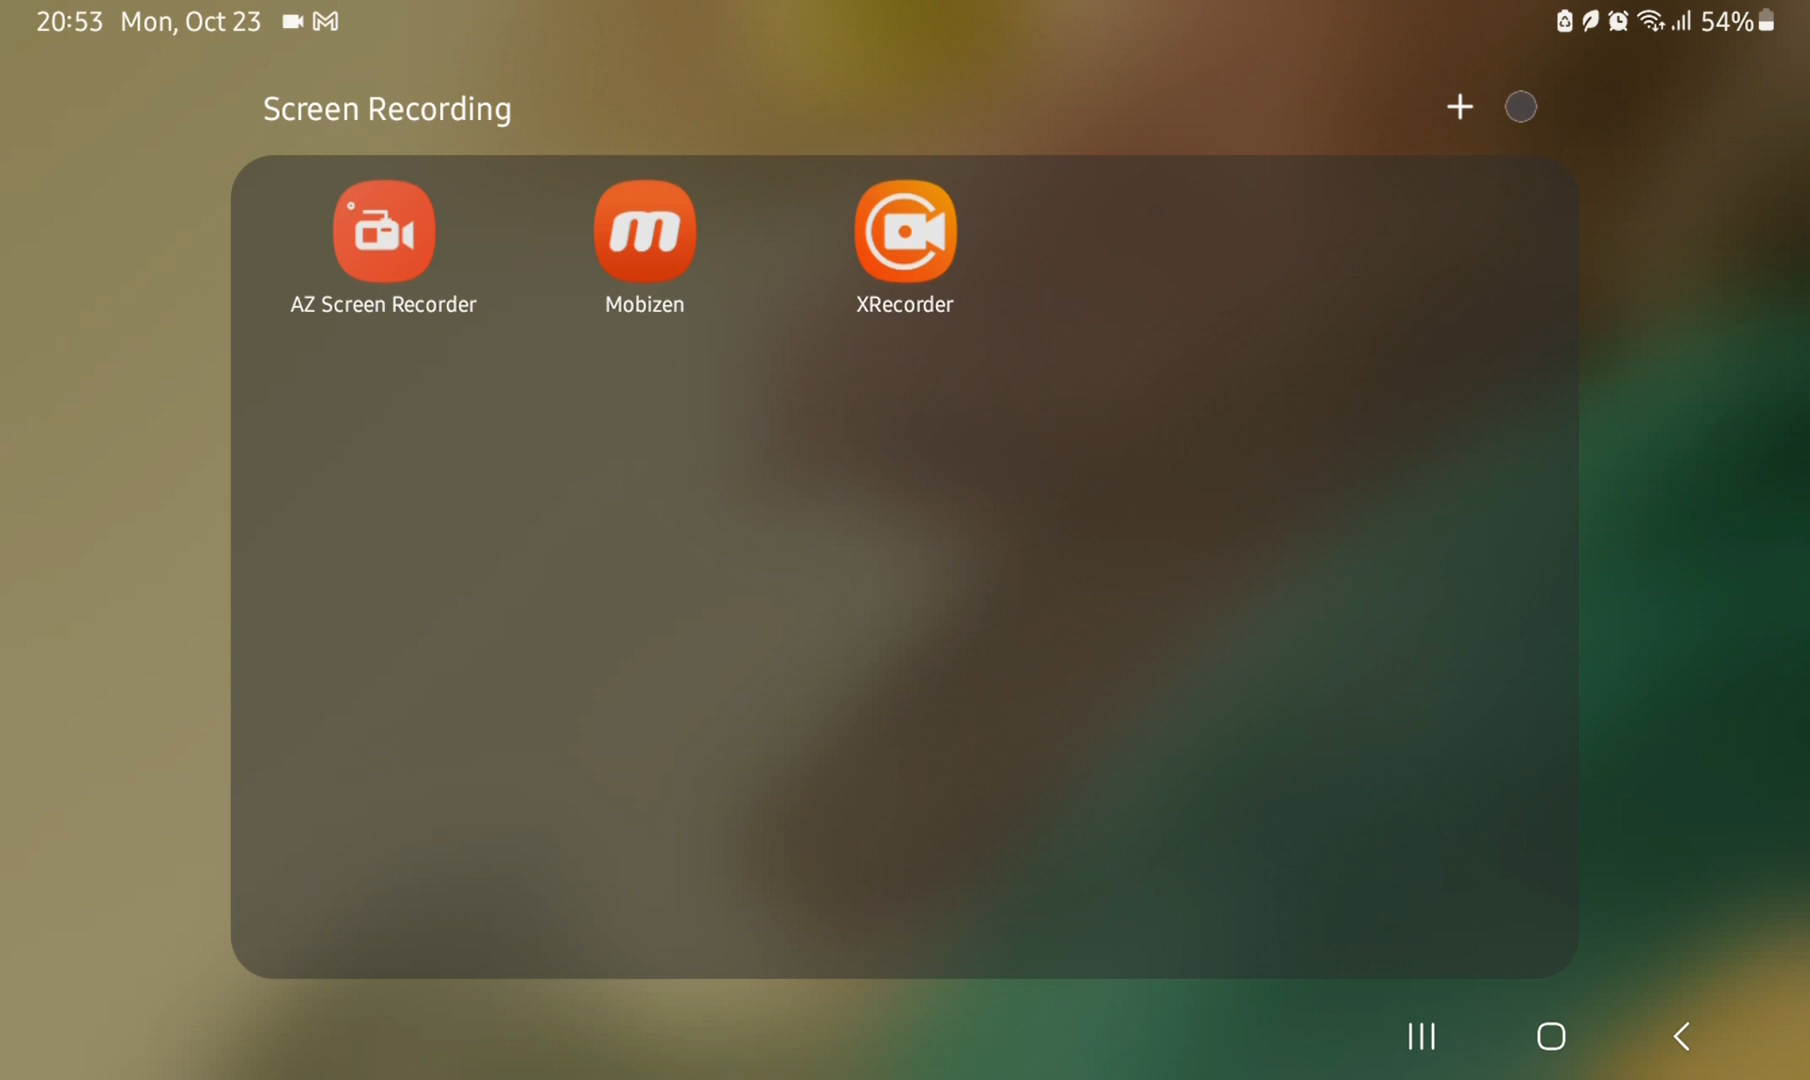 20:53 Mon, Oct 23
54%
Screen Recording
AZ Screen Recorder
Mobizen
XRecorder